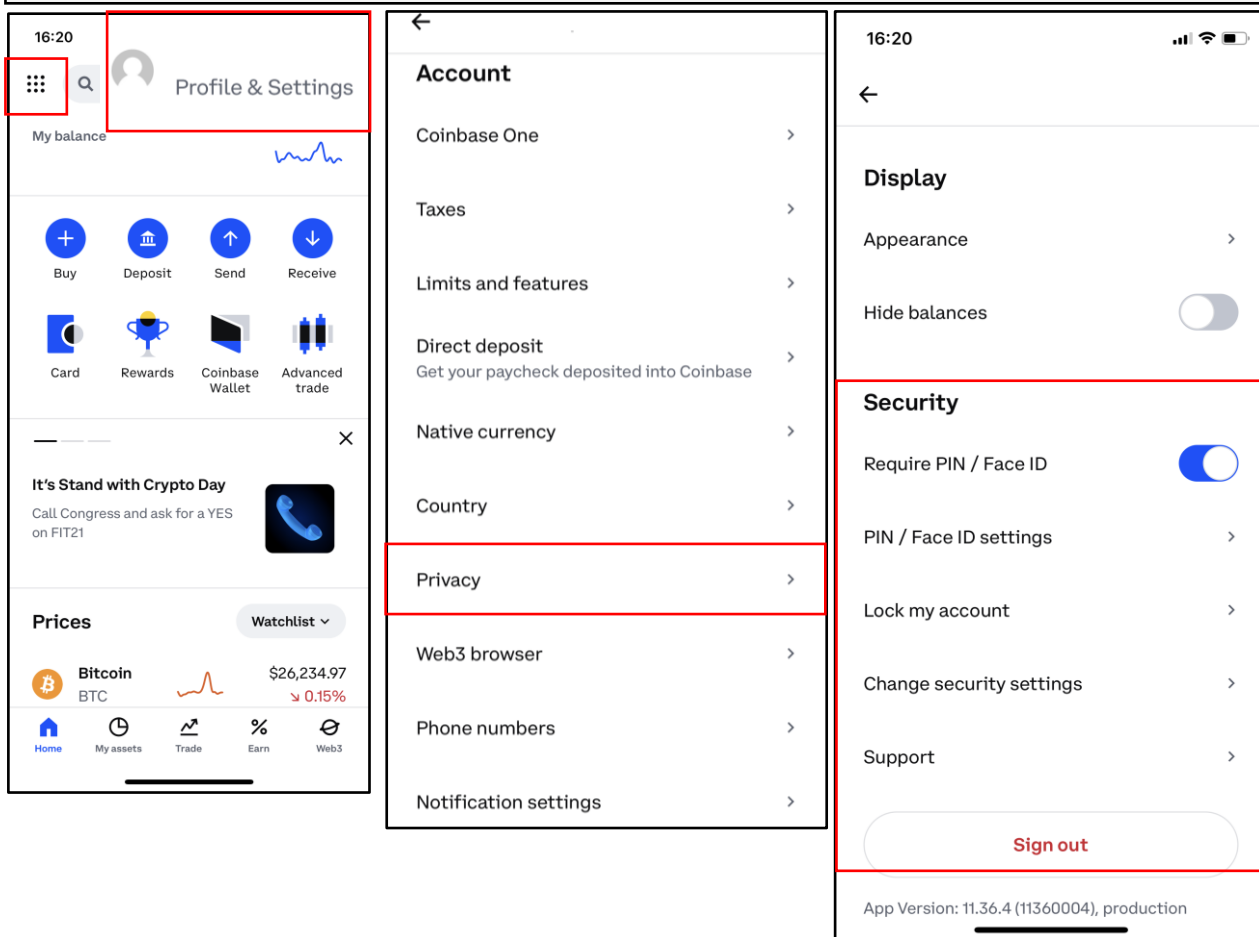 16:20
Profile & Settings
My balance
Buy
Deposit
Send
Receive
Card
Rewards
Coinbase
Wallet
Advanced
trade
It's Stand with Crypto Day
Call Congress and ask for a YES
on FIT21
Prices
Watchlist
Bitcoin
$26,234.97
BTC
↘ 0.15%
Home
My assets
Trade
Earn
Web3
Account
Coinbase One
Taxes
Limits and features
Direct deposit
Get your paycheck deposited into Coinbase
Native currency
Country
Privacy
Web3 browser
Phone numbers
Notification settings
16:20
Display
Appearance
Hide balances
Security
Require PIN / Face ID
PIN / Face ID settings
Lock my account
Change security settings
Support
Sign out
App Version: 11.36.4 (11360004), production